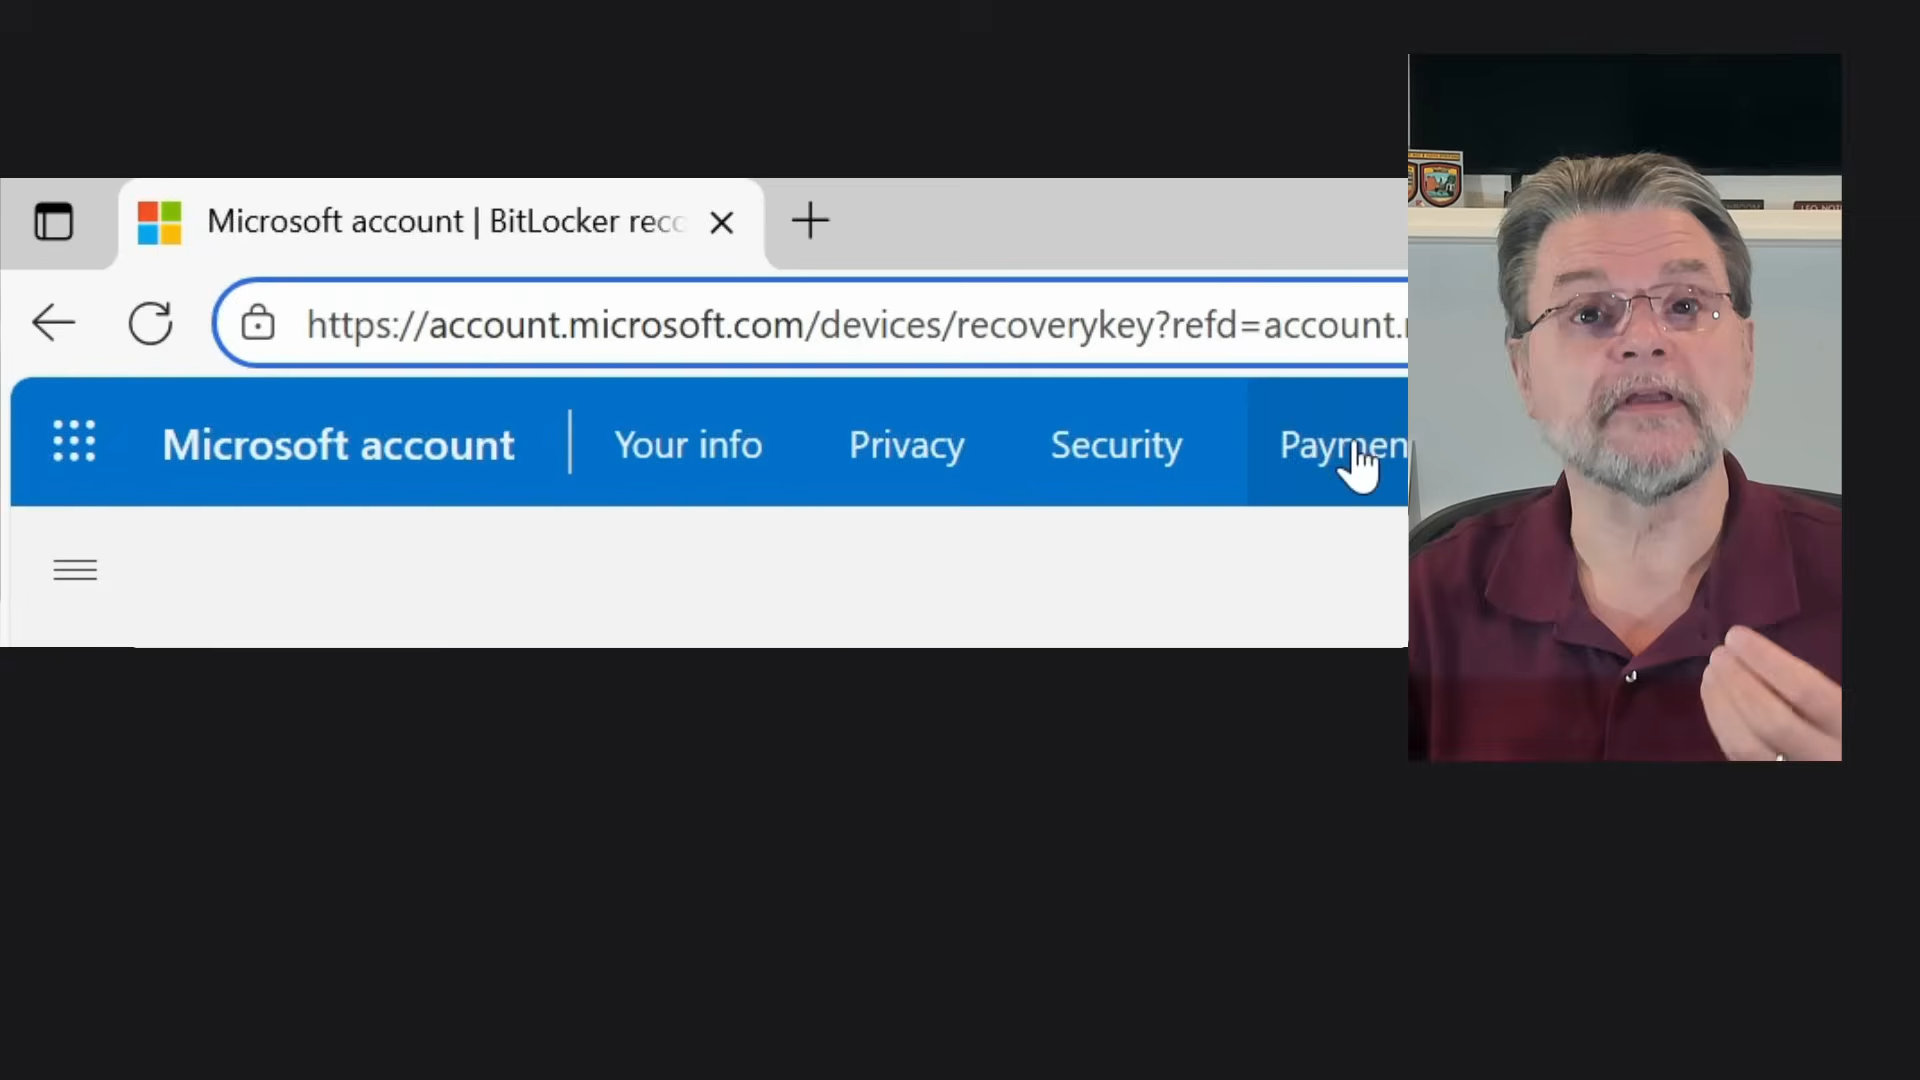 Microsoft account | BitLocker reco
https://account.microsoft.com/devices/recoverykey?refd=account.
Microsoft account | Your info Privacy Security Paymen